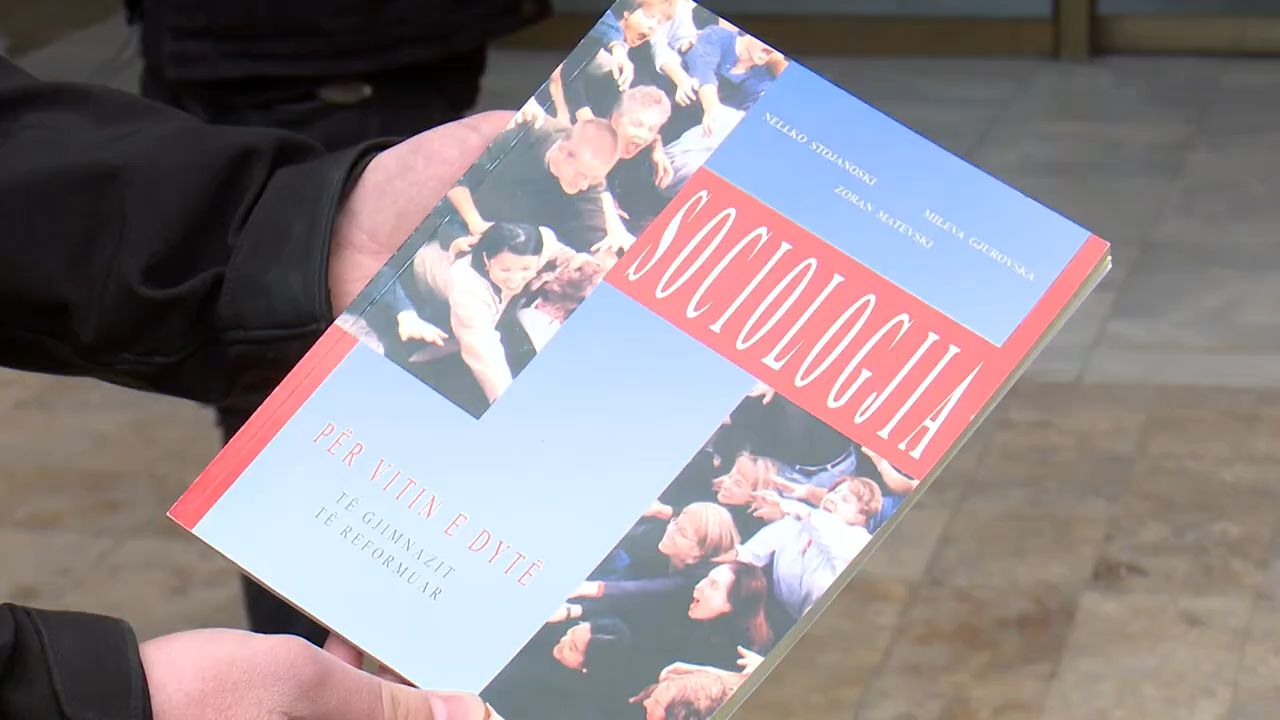 NELLKO STOJANOSKI
MILEVA GJUROVSKA
ZORAN MATEVSKI
SOCIOLOGJIA
PËR VITIN E DYTË
TË GJIMNAZIT
TË REFORMUAR